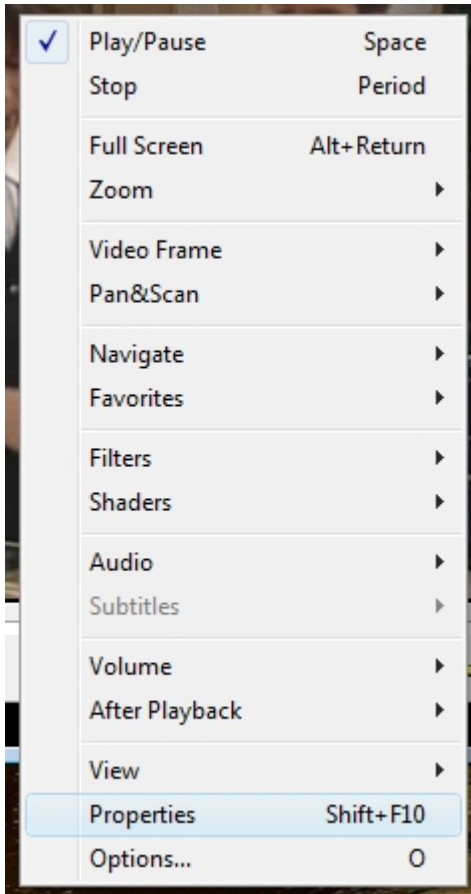 Play/Pause Space
Stop Period
Full Screen Alt+Return
Zoom
Video Frame
Pan&Scan
Navigate
Favorites
Filters
Shaders
Audio
Subtitles
Volume
After Playback
View
Properties Shift+F10
Options... O